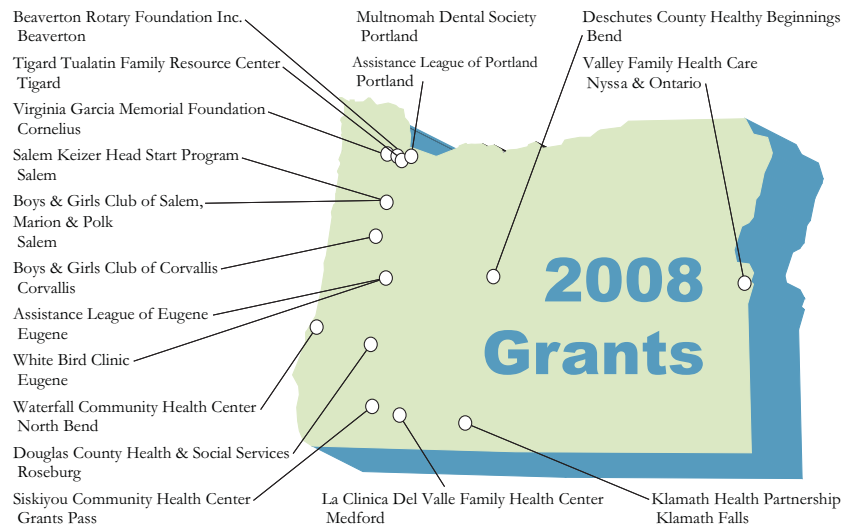 Beaverton Rotary Foundation Inc.
Beaverton
Tigard Tualatin Family Resource Center
Tigard
Virginia Garcia Memorial Foundation
Cornelius
Salem Keizer Head Start Program
Salem
Boys & Girls Club of Salem,
Marion & Polk
Salem
Boys & Girls Club of Corvallis
Corvallis
Assistance League of Eugene
Eugene
White Bird Clinic
Eugene
Waterfall Community Health Center
North Bend
Douglas County Health & Social Services
Roseburg
Siskiyou Community Health Center
Grants Pass
Multnomah Dental Society
Portland
Assistance League of Portland
Portland
Deschutes County Healthy Beginnings
Bend
Valley Family Health Care
Nyssa & Ontario
2008
Grants
La Clinica Del Valle Family Health Center
Medford
Klamath Health Partnership
Klamath Falls